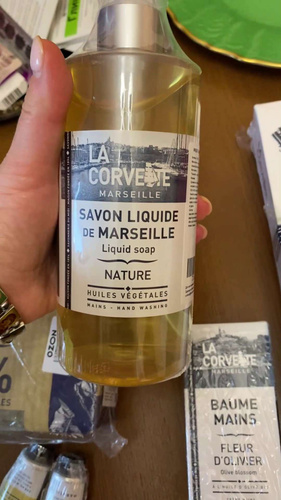 LA
CORVETTE
MARSEILLE
SAVON LIQUIDE
DE MARSEILLE
Liquid soap
NATURE
HUILES VÉGÉTALES
MAINS - HAND WASHING
LA
CORVETTE
MARSEILLE
BAUME
MAINS
FLEUR
D'OLIVIER
Olive blossom
OZON